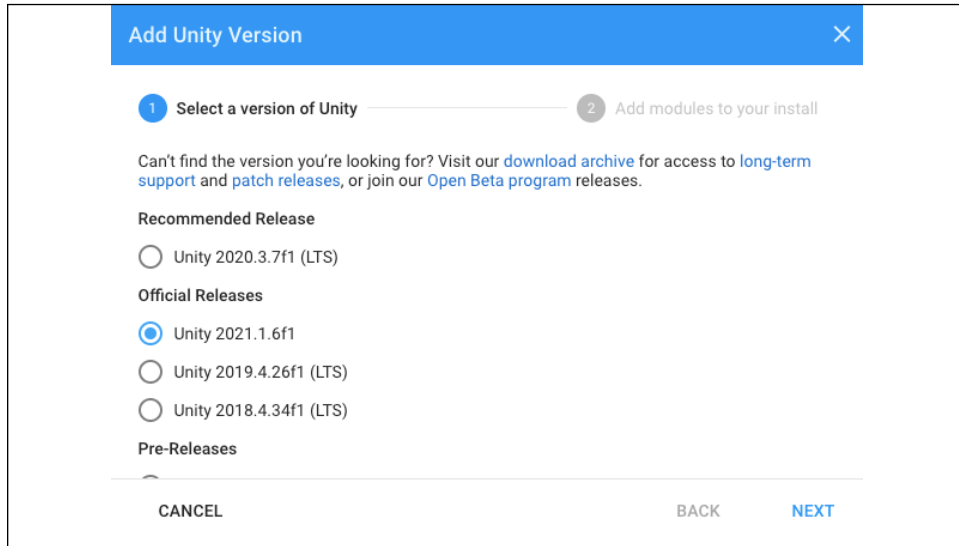 Add Unity Version
1 Select a version of Unity 2 Add modules to your install
Can't find the version you're looking for? Visit our download archive for access to long-term
support and patch releases, or join our Open Beta program releases.
Recommended Release
Unity 2020.3.7f1 (LTS)
Official Releases
Unity 2021.1.6f1
Unity 2019.4.26f1 (LTS)
Unity 2018.4.34f1 (LTS)
Pre-Releases
CANCEL BACK NEXT